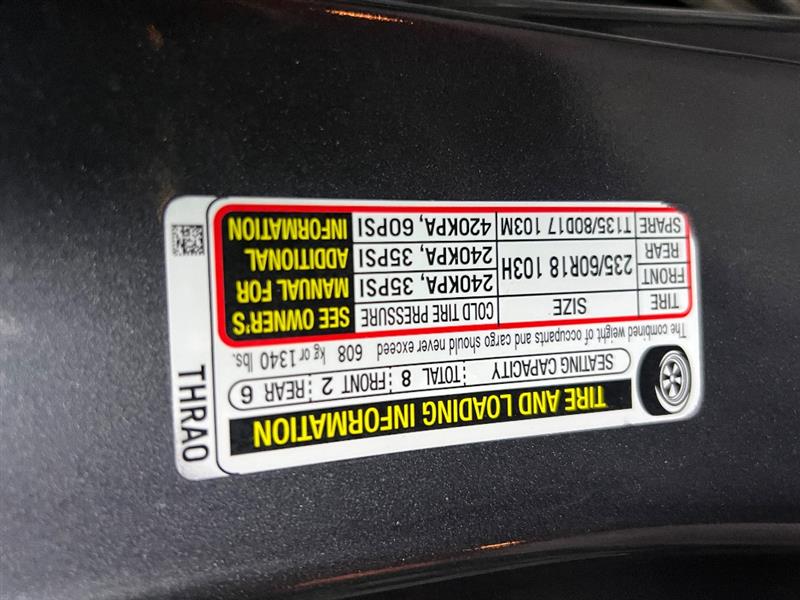 TIRE AND LOADING INFORMATION
SEATING CAPACITY TOTAL 8 FRONT 2 REAR 6
The combined weight of occupants and cargo should never exceed 608 kg or 1340 lbs.
TIRE SIZE COLD TIRE PRESSURE
FRONT 235/60R18 103H 240KPA, 35PSI
REAR 240KPA, 35PSI
SPARE T135/80D17 103M 420KPA, 60PSI
SEE OWNER'S
MANUAL FOR
ADDITIONAL
INFORMATION
THRA0